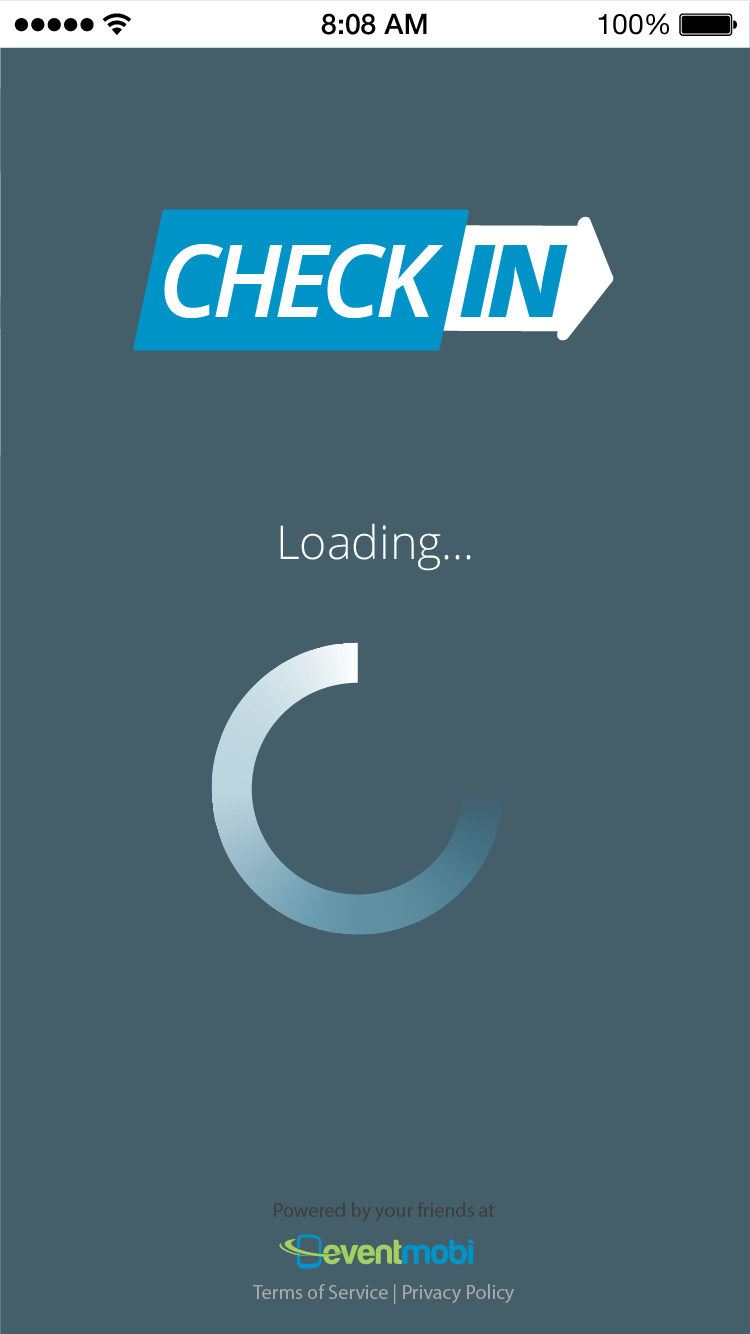 8:08 AM 100%
CHECK IN
Loading...
Powered by your friends at
eventmobi
Terms of Service | Privacy Policy